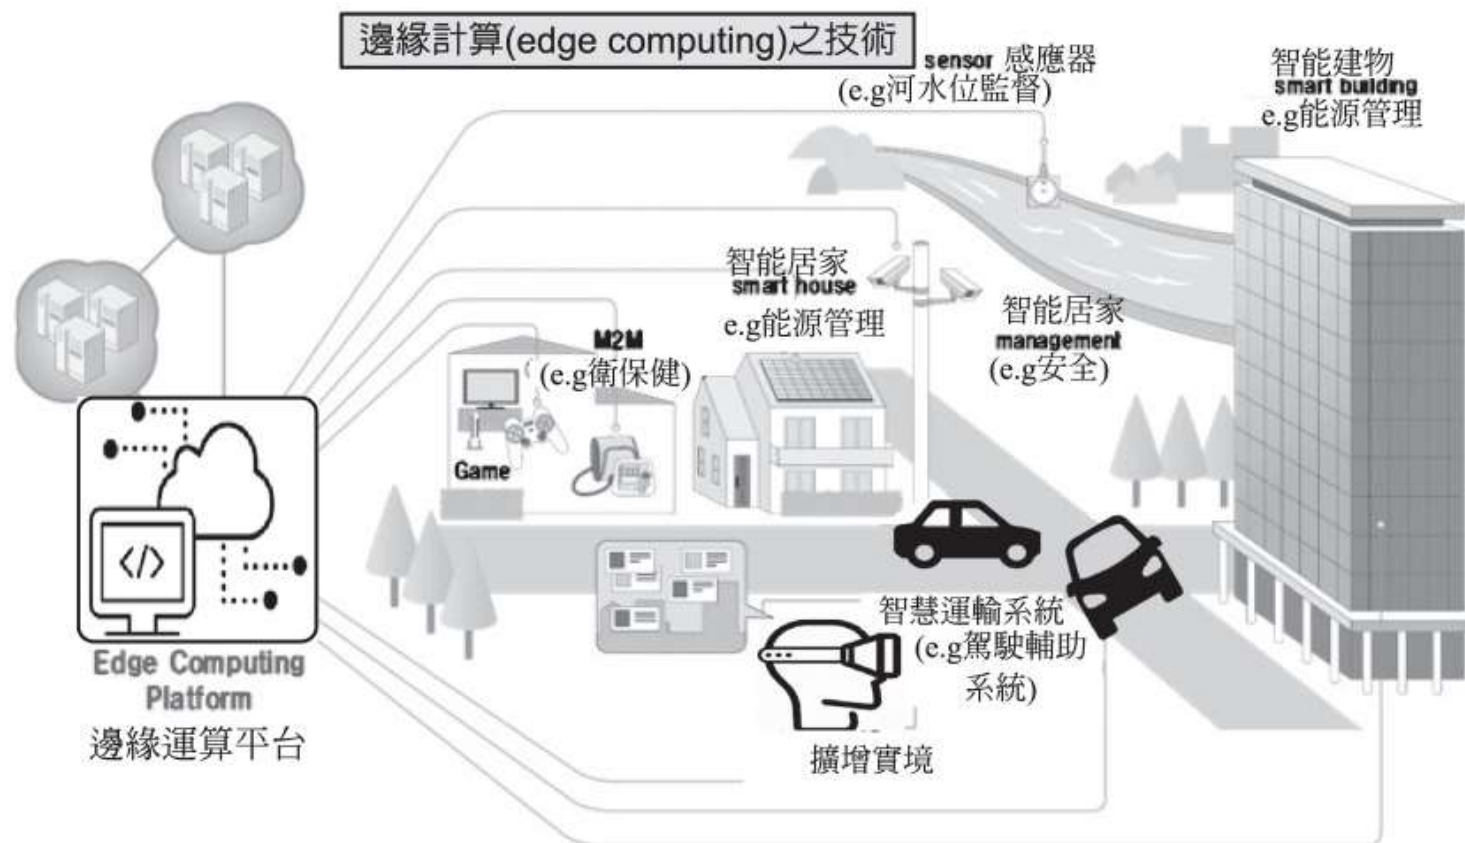 邊緣計算(edge computing)之技術
sensor 感應器
(e.g河水位監督)
智能建物
smart building
e.g能源管理
智能居家
smart house
e.g能源管理
智能居家
management
(e.g安全)
M2M
(e.g衛保健)
Game
</>
Edge Computing
Platform
邊緣運算平台
智慧運輸系統
(e.g駕駛輔助
系統)
擴增實境